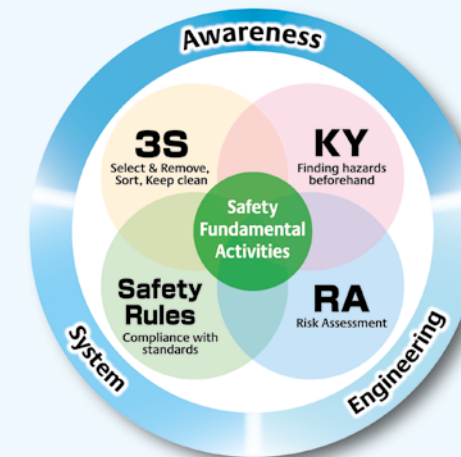 Awareness
3S
Select & Remove,
Sort, Keep clean
KY
Finding hazards
beforehand
Safety
Fundamental
Activities
Safety
Rules
Compliance with
standards
RA
Risk Assessment
System
Engineering